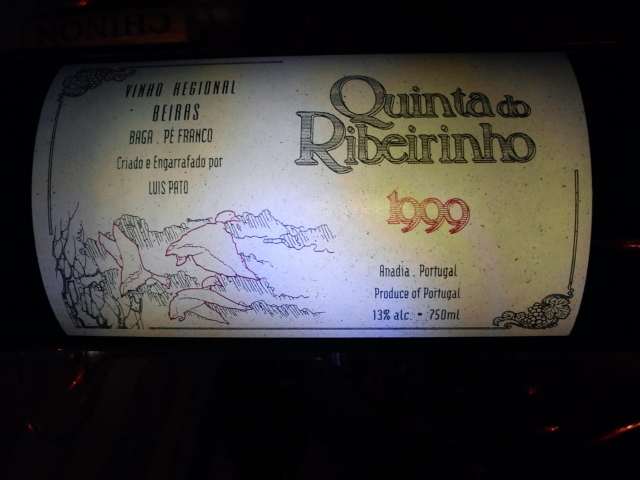 CHINON
VINHO REGIONAL
BEIRAS
BAGA . PÉ FRANCO
Criado e Engarrafado por
LUIS PATO
Quinta do
Ribeirinho
1999
Anadia . Portugal
Produce of Portugal
13% alc. • 750ml